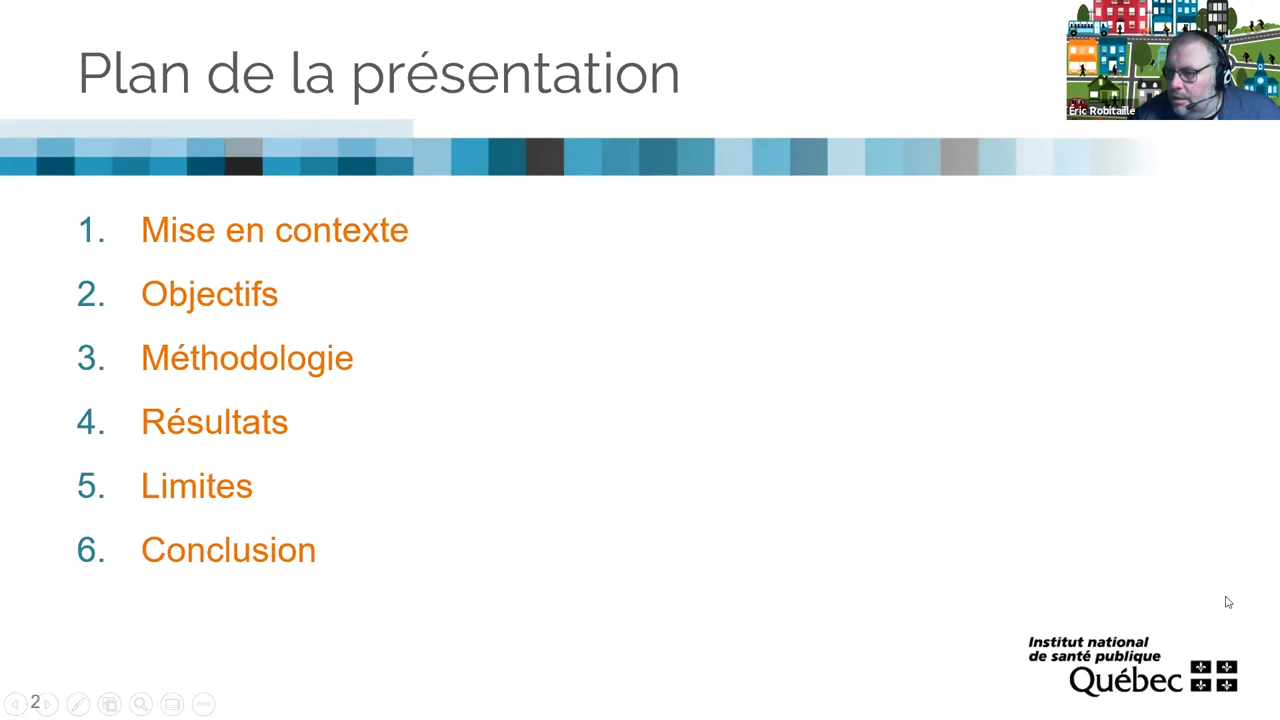 Plan de la présentation
Éric Robitaille
1. Mise en contexte
2. Objectifs
3. Méthodologie
4. Résultats
5. Limites
6. Conclusion
Institut national
de santé publique
Québec
2